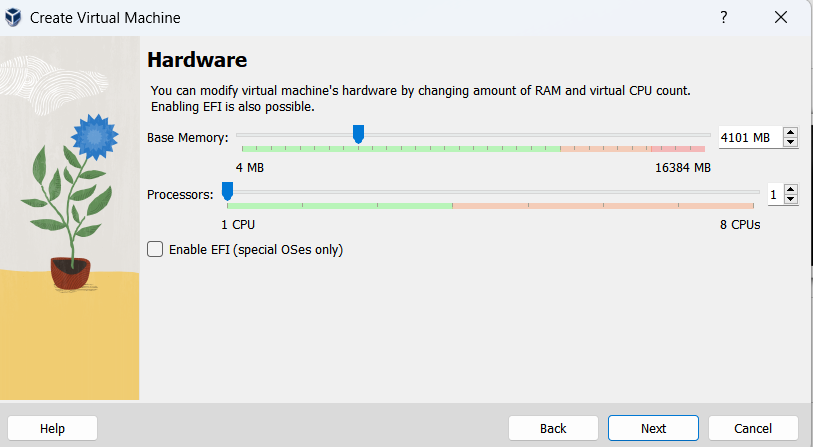 Create Virtual Machine
?
Hardware
You can modify virtual machine's hardware by changing amount of RAM and virtual CPU count.
Enabling EFI is also possible.
Base Memory: 4101 MB
4 MB 16384 MB
Processors: 1
1 CPU 8 CPUs
Enable EFI (special OSes only)
Help Back Next Cancel